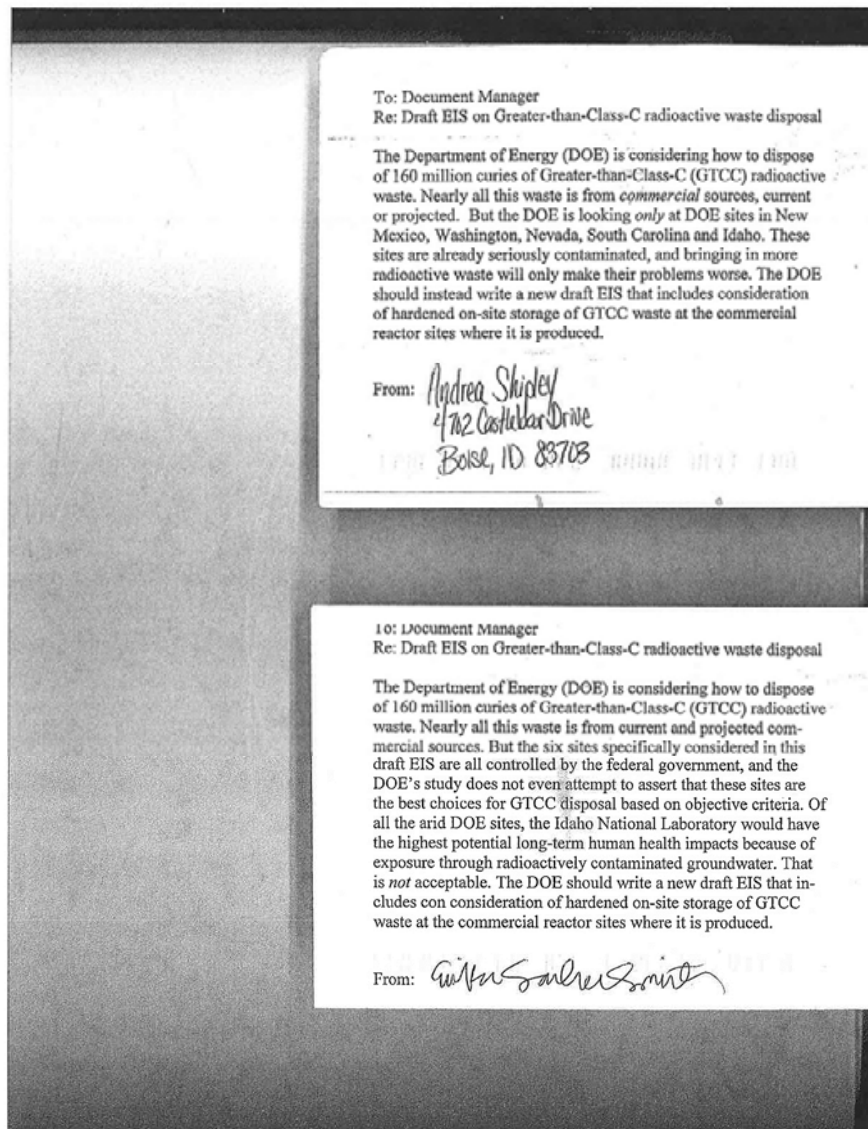 To: Document Manager
Re: Draft EIS on Greater-than-Class-C radioactive waste disposal
The Department of Energy (DOE) is considering how to dispose
of 160 million curies of Greater-than-Class-C (GTCC) radioactive
waste. Nearly all this waste is from commercial sources, current
or projected. But the DOE is looking only at DOE sites in New
Mexico, Washington, Nevada, South Carolina and Idaho. These
sites are already seriously contaminated, and bringing in more
radioactive waste will only make their problems worse. The DOE
should instead write a new draft EIS that includes consideration
of hardened on-site storage of GTCC waste at the commercial
reactor sites where it is produced.
From: Andrea Shipley
4702 Castlebar Drive
Boise, ID 83703
To: Document Manager
Re: Draft EIS on Greater-than-Class-C radioactive waste disposal
The Department of Energy (DOE) is considering how to dispose
of 160 million curies of Greater-than-Class-C (GTCC) radioactive
waste. Nearly all this waste is from current and projected com-
mercial sources. But the six sites specifically considered in this
draft EIS are all controlled by the federal government, and the
DOE's study does not even attempt to assert that these sites are
the best choices for GTCC disposal based on objective criteria. Of
all the arid DOE sites, the Idaho National Laboratory would have
the highest potential long-term human health impacts because of
exposure through radioactively contaminated groundwater. That
is not acceptable. The DOE should write a new draft EIS that in-
cludes con consideration of hardened on-site storage of GTCC
waste at the commercial reactor sites where it is produced.
From: